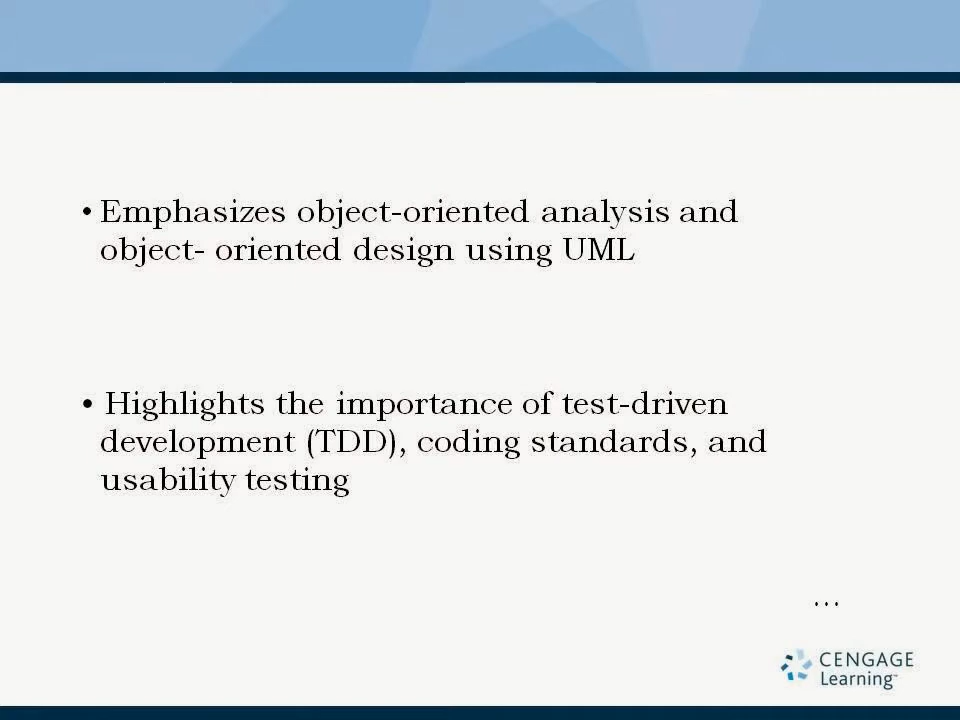 • Emphasizes object-oriented analysis and
object- oriented design using UML
• Highlights the importance of test-driven
development (TDD), coding standards, and
usability testing
…
CENGAGE
Learning™